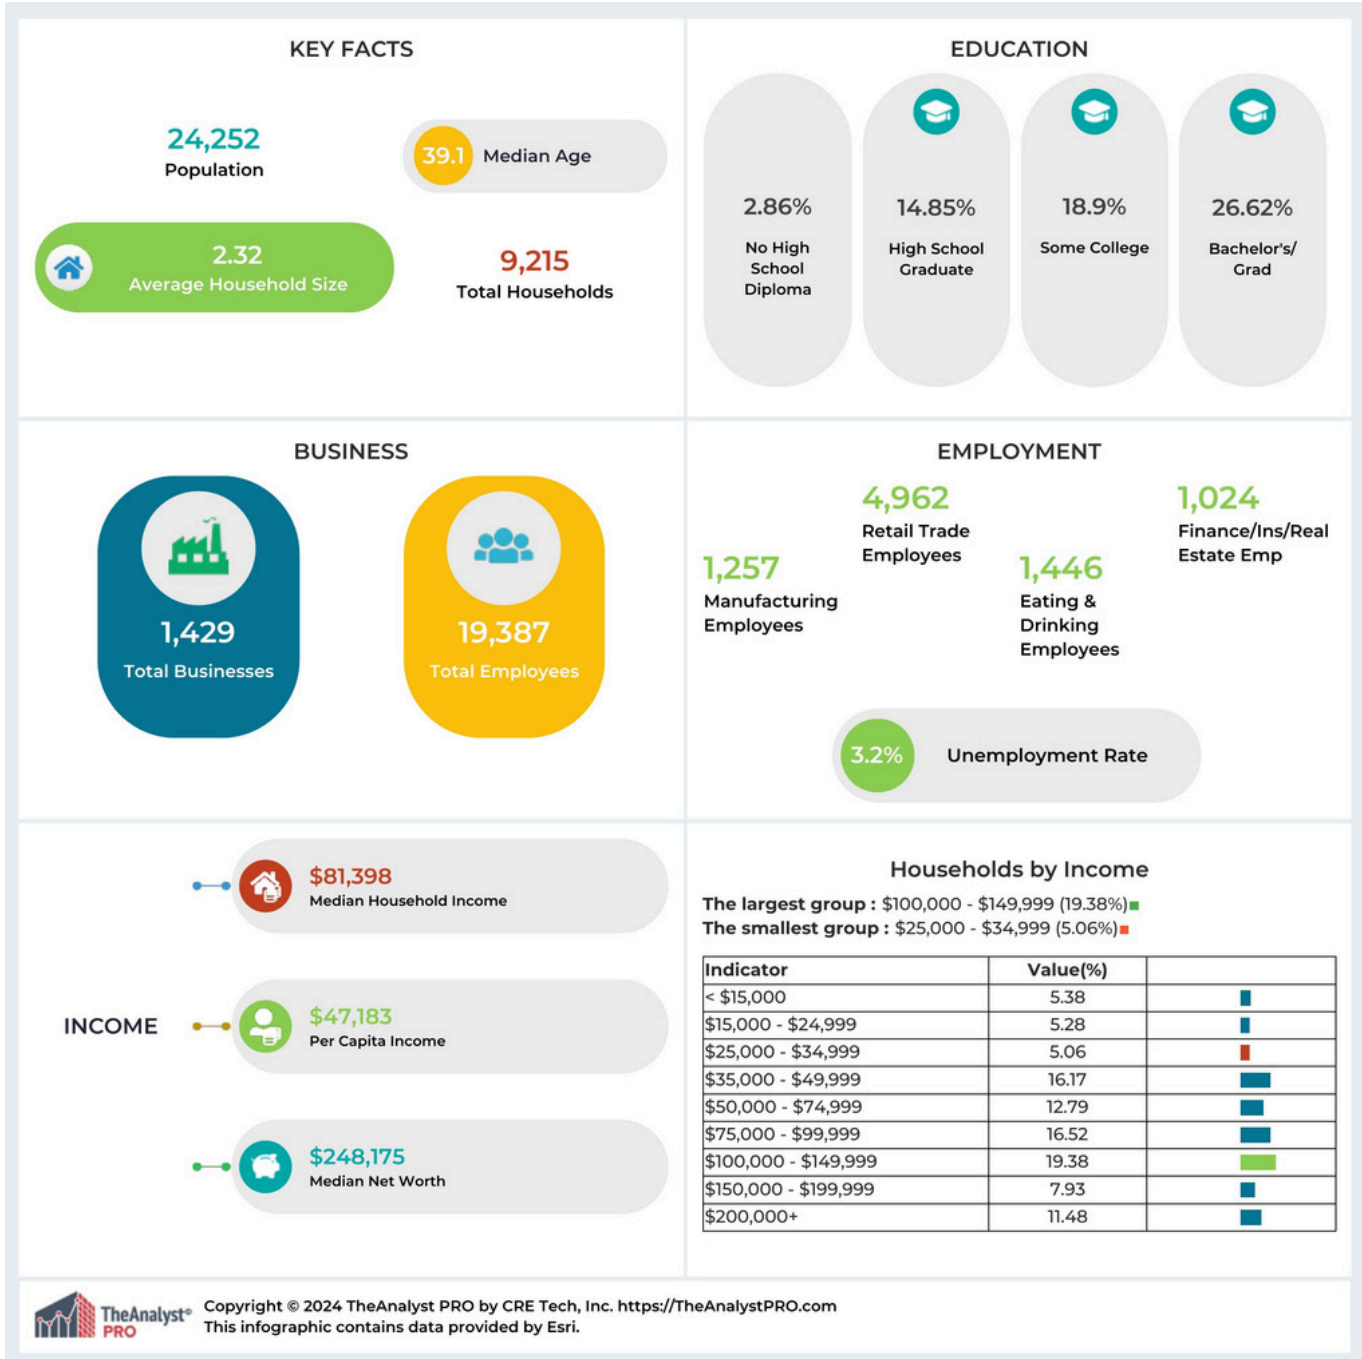 KEY FACTS
24,252
Population
39.1 Median Age
2.32
Average Household Size
9,215
Total Households
EDUCATION
2.86%
No High
School
Diploma
14.85%
High School
Graduate
18.9%
Some College
26.62%
Bachelor's/
Grad
BUSINESS
1,429
Total Businesses
19,387
Total Employees
EMPLOYMENT
1,257
Manufacturing
Employees
4,962
Retail Trade
Employees
1,446
Eating &
Drinking
Employees
1,024
Finance/Ins/Real
Estate Emp
3.2% Unemployment Rate
INCOME
$81,398
Median Household Income
$47,183
Per Capita Income
$248,175
Median Net Worth
Households by Income
The largest group : $100,000 - $149,999 (19.38%)
The smallest group : $25,000 - $34,999 (5.06%)
Indicator Value(%)
< $15,000 5.38
$15,000 - $24,999 5.28
$25,000 - $34,999 5.06
$35,000 - $49,999 16.17
$50,000 - $74,999 12.79
$75,000 - $99,999 16.52
$100,000 - $149,999 19.38
$150,000 - $199,999 7.93
$200,000+ 11.48
TheAnalyst®
PRO
Copyright © 2024 TheAnalyst PRO by CRE Tech, Inc. https://TheAnalystPRO.com
This infographic contains data provided by Esri.